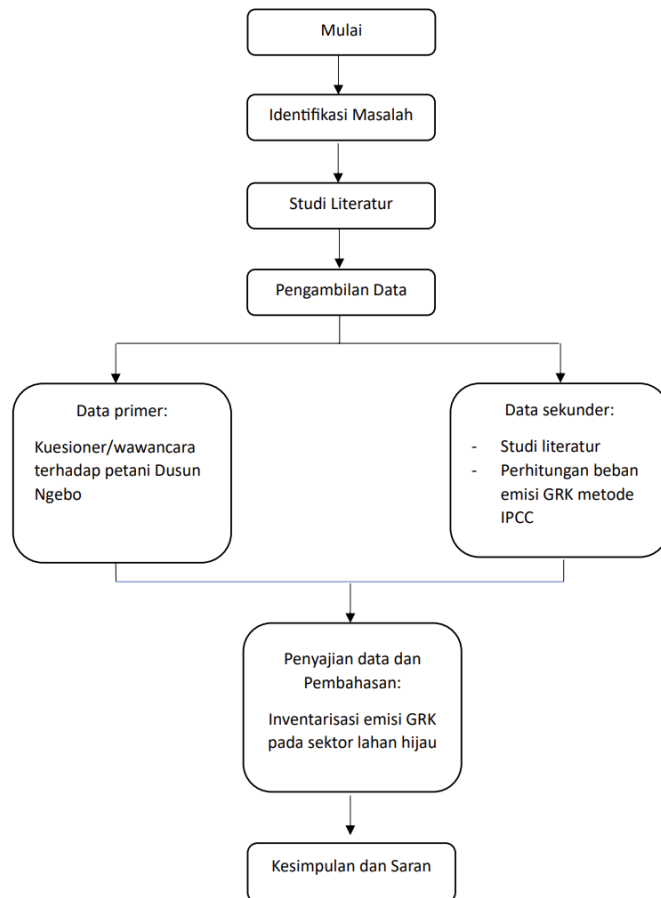 Mulai
Identifikasi Masalah
Studi Literatur
Pengambilan Data
Data primer:
Kuesioner/wawancara
terhadap petani Dusun
Ngebo
Data sekunder:
- Studi literatur
- Perhitungan beban
emisi GRK metode
IPCC
Penyajian data dan
Pembahasan:
Inventarisasi emisi GRK
pada sektor lahan hijau
Kesimpulan dan Saran